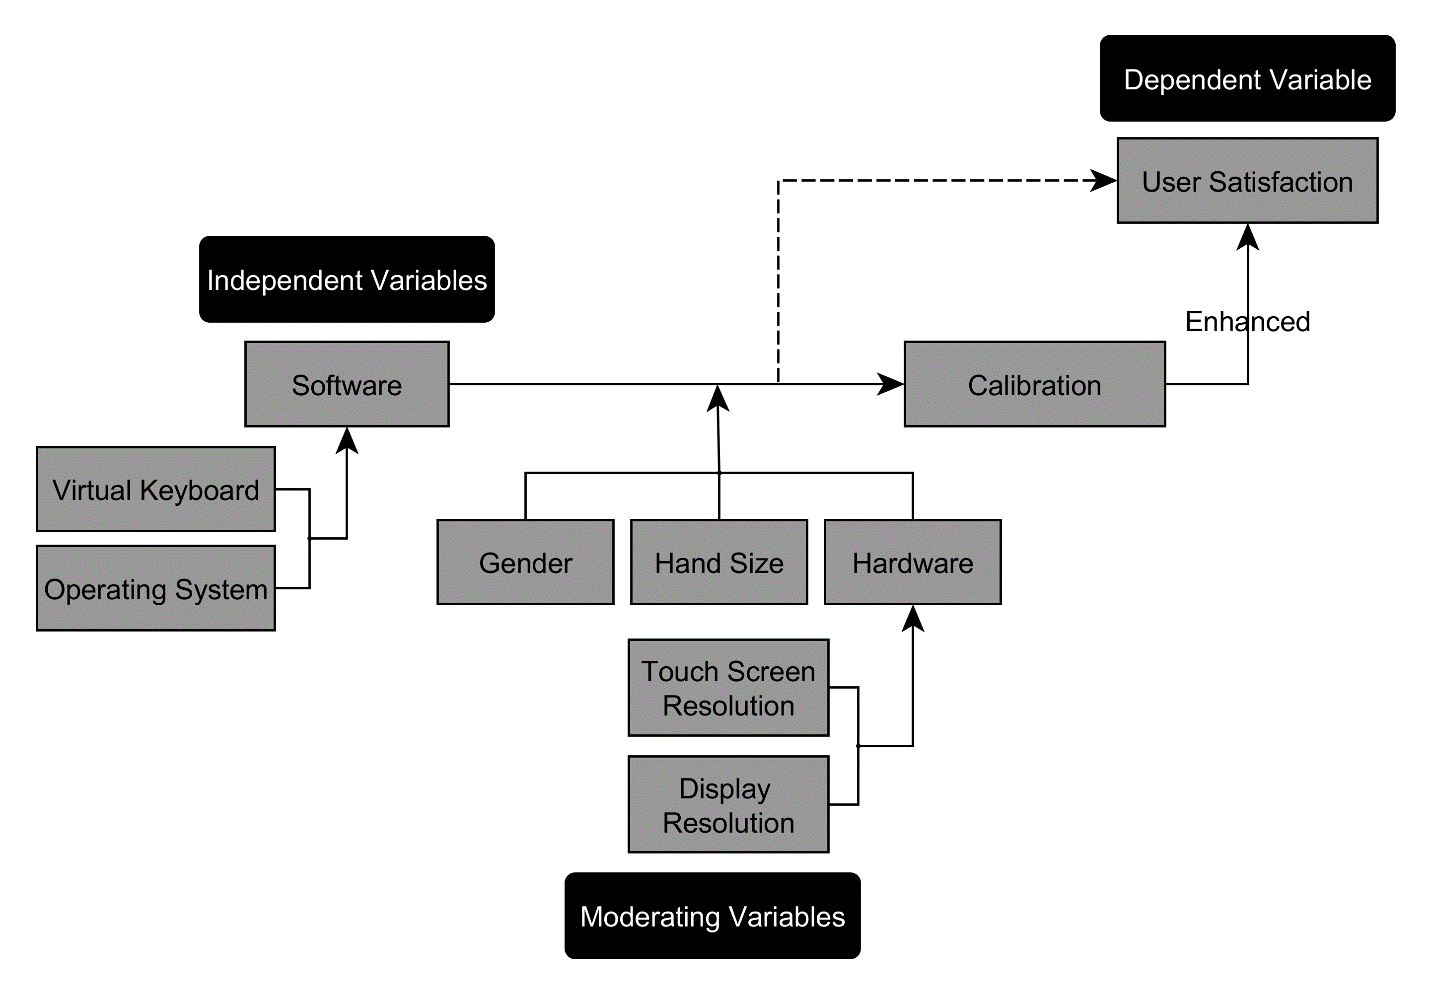 Dependent Variable
User Satisfaction
Independent Variables
Enhanced
Software
Calibration
Virtual Keyboard
Operating System
Gender
Hand Size
Hardware
Touch Screen
Resolution
Display
Resolution
Moderating Variables